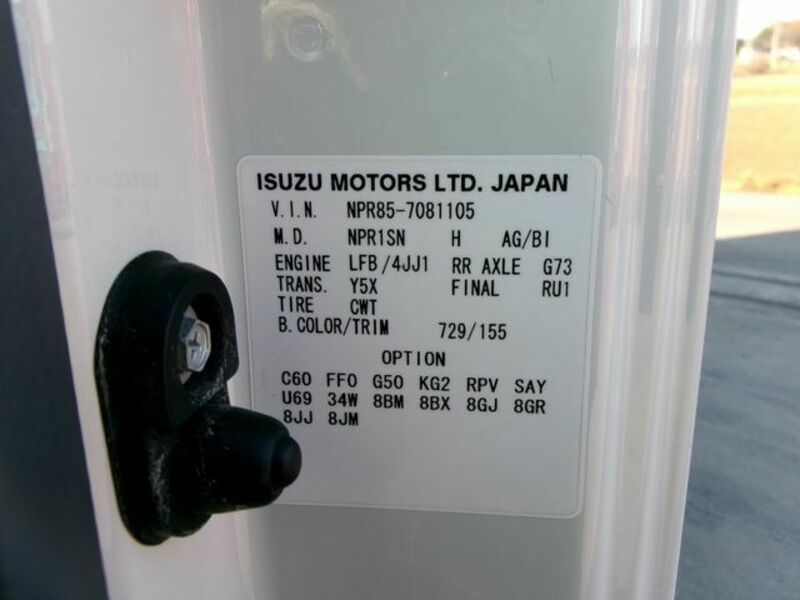 ISUZU MOTORS LTD. JAPAN
V.I.N. NPR85-7081105
M.D. NPR1SN H AG/BI
ENGINE LFB/4JJ1 RR AXLE G73
TRANS. Y5X FINAL RU1
TIRE CWT
B.COLOR/TRIM 729/155
OPTION
C60 FF0 G50 KG2 RPV SAY
U69 34W 8BM 8BX 8GJ 8GR
8JJ 8JM